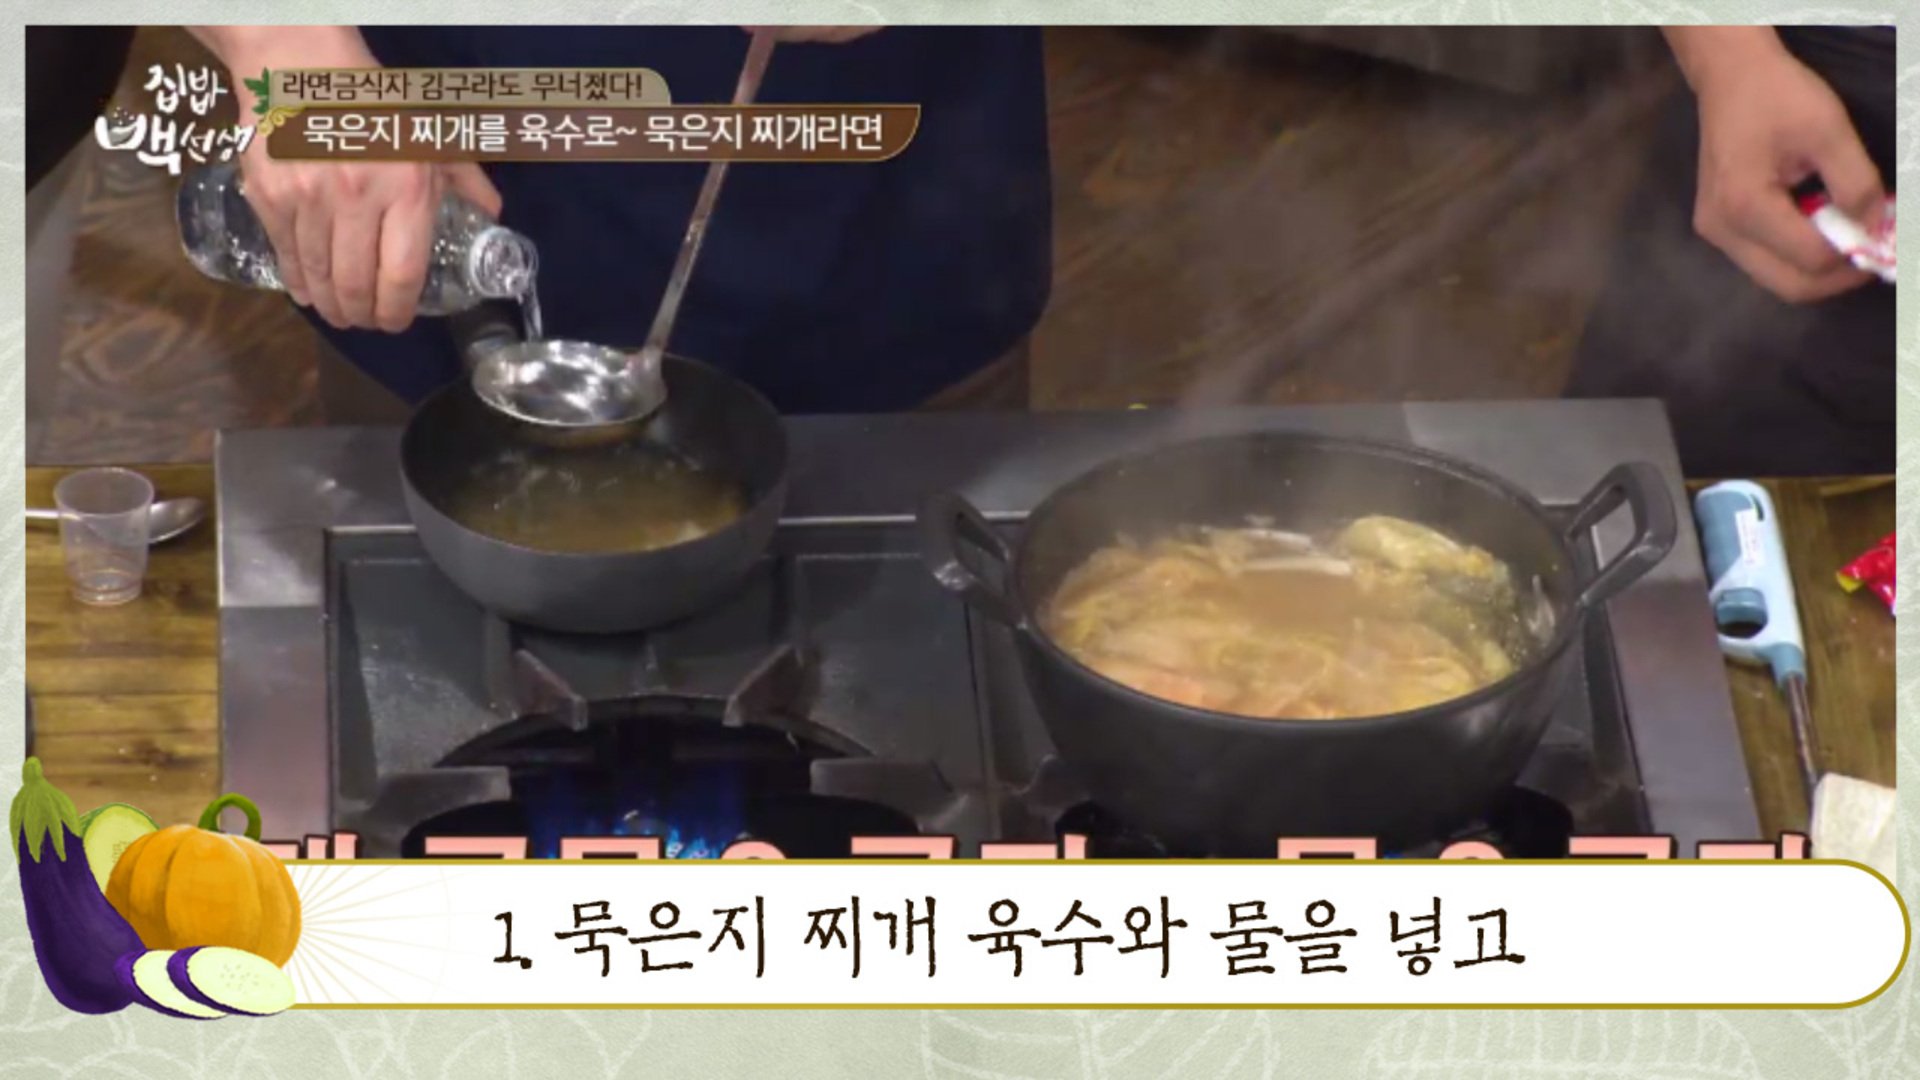 집밥
백선생
라면금식자 김구라도 무너졌다!
묵은지 찌개를 육수로~ 묵은지 찌개라면
1. 묵은지 찌개 육수와 물을 넣고